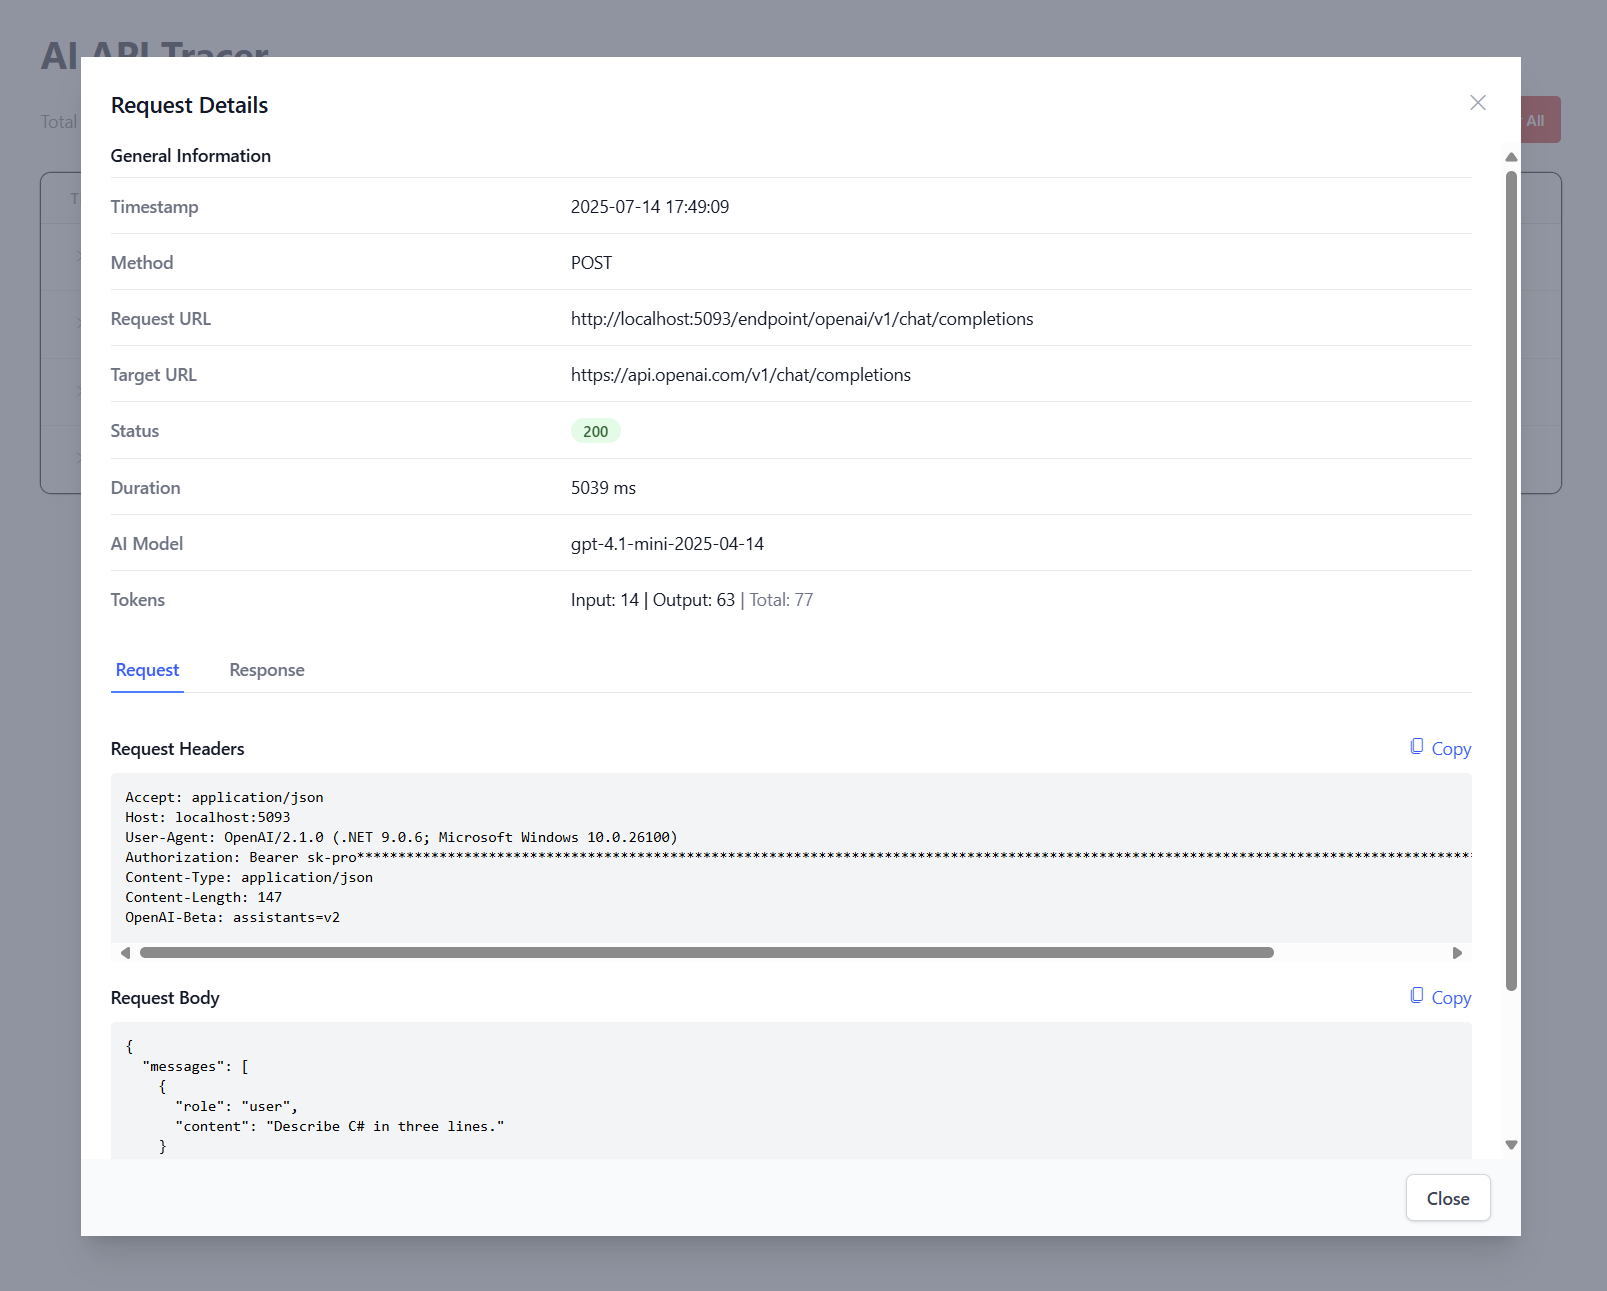 AI API Tracer
Total
All
Request Details
General Information
Timestamp 2025-07-14 17:49:09
Method POST
Request URL http://localhost:5093/endpoint/openai/v1/chat/completions
Target URL https://api.openai.com/v1/chat/completions
Status 200
Duration 5039 ms
AI Model gpt-4.1-mini-2025-04-14
Tokens Input: 14 | Output: 63 | Total: 77
Request Response
Request Headers Copy
Accept: application/json
Host: localhost:5093
User-Agent: OpenAI/2.1.0 (.NET 9.0.6; Microsoft Windows 10.0.26100)
Authorization: Bearer sk-pro***************************************************************************************************************************************
Content-Type: application/json
Content-Length: 147
OpenAI-Beta: assistants=v2
Request Body Copy
{
"messages": [
{
"role": "user",
"content": "Describe C# in three lines."
}
Close